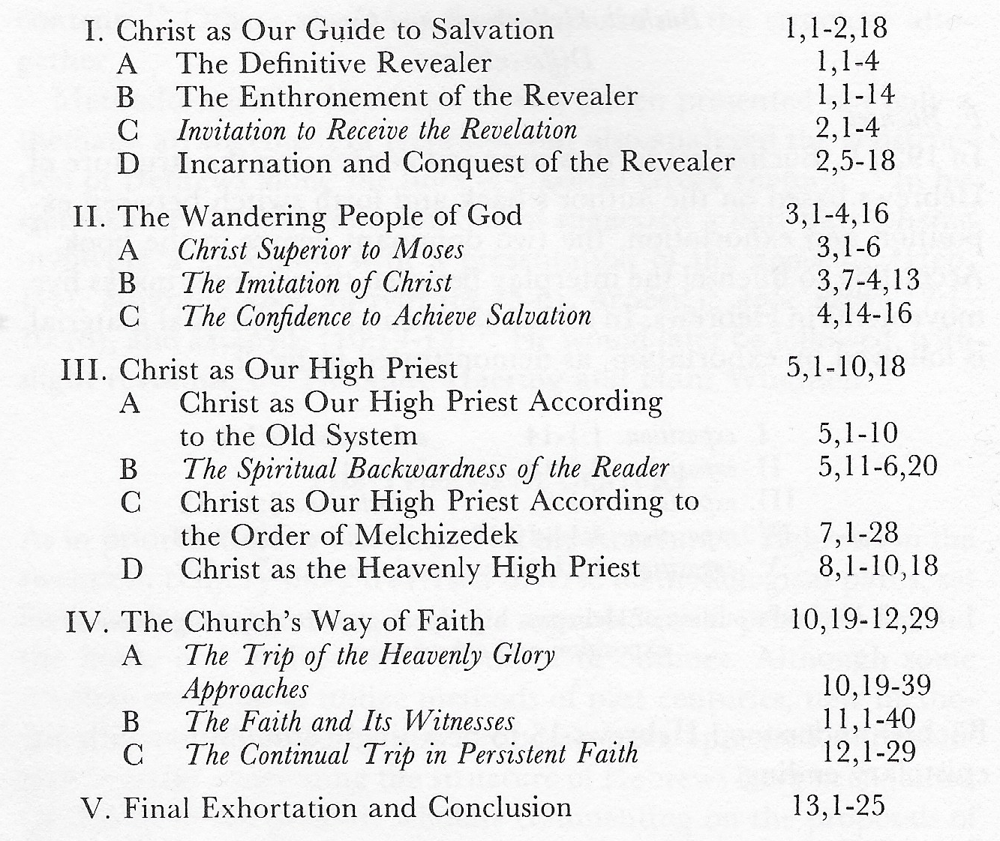 I. Christ as Our Guide to Salvation 1,1-2,18
A The Definitive Revealer 1,1-4
B The Enthronement of the Revealer 1,1-14
C Invitation to Receive the Revelation 2,1-4
D Incarnation and Conquest of the Revealer 2,5-18
II. The Wandering People of God 3,1-4,16
A Christ Superior to Moses 3,1-6
B The Imitation of Christ 3,7-4,13
C The Confidence to Achieve Salvation 4,14-16
III. Christ as Our High Priest 5,1-10,18
A Christ as Our High Priest According
to the Old System 5,1-10
B The Spiritual Backwardness of the Reader 5,11-6,20
C Christ as Our High Priest According to
the Order of Melchizedek 7,1-28
D Christ as the Heavenly High Priest 8,1-10,18
IV. The Church's Way of Faith 10,19-12,29
A The Trip of the Heavenly Glory
Approaches 10,19-39
B The Faith and Its Witnesses 11,1-40
C The Continual Trip in Persistent Faith 12,1-29
V. Final Exhortation and Conclusion 13,1-25